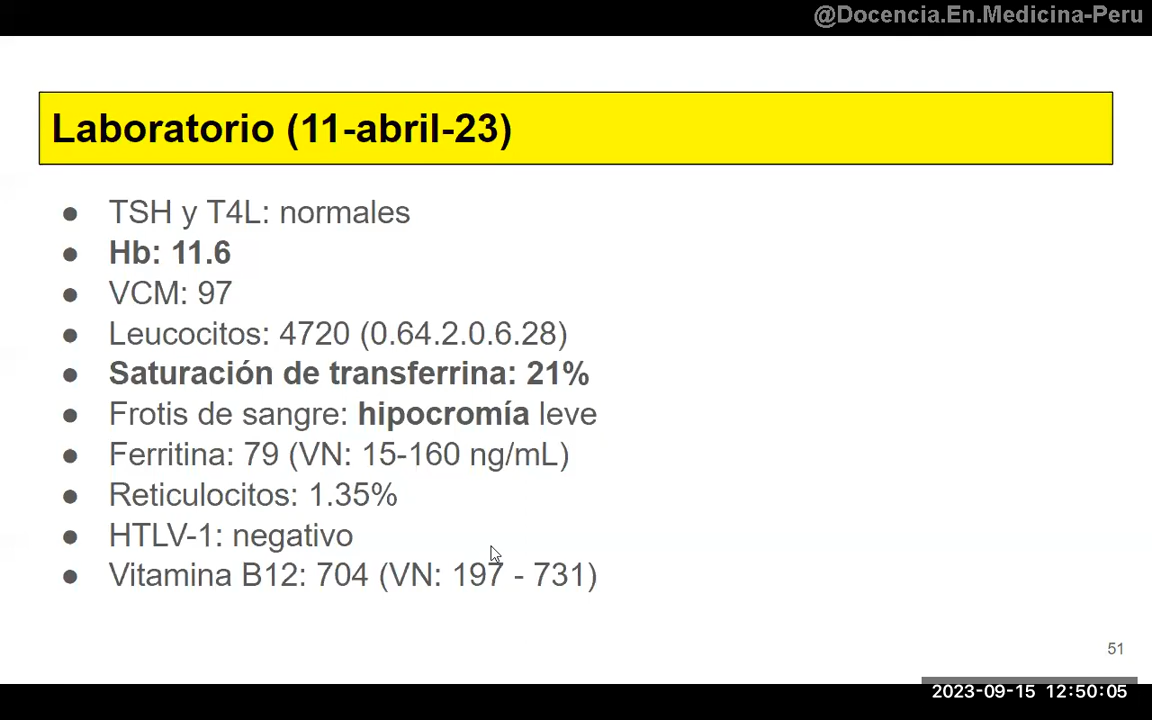 @Docencia.En.Medicina-Peru
Laboratorio (11-abril-23)
● TSH y T4L: normales
● Hb: 11.6
● VCM: 97
● Leucocitos: 4720 (0.64.2.0.6.28)
● Saturación de transferrina: 21%
● Frotis de sangre: hipocromía leve
● Ferritina: 79 (VN: 15-160 ng/mL)
● Reticulocitos: 1.35%
● HTLV-1: negativo
● Vitamina B12: 704 (VN: 197 - 731)
51
2023-09-15 12:50:05